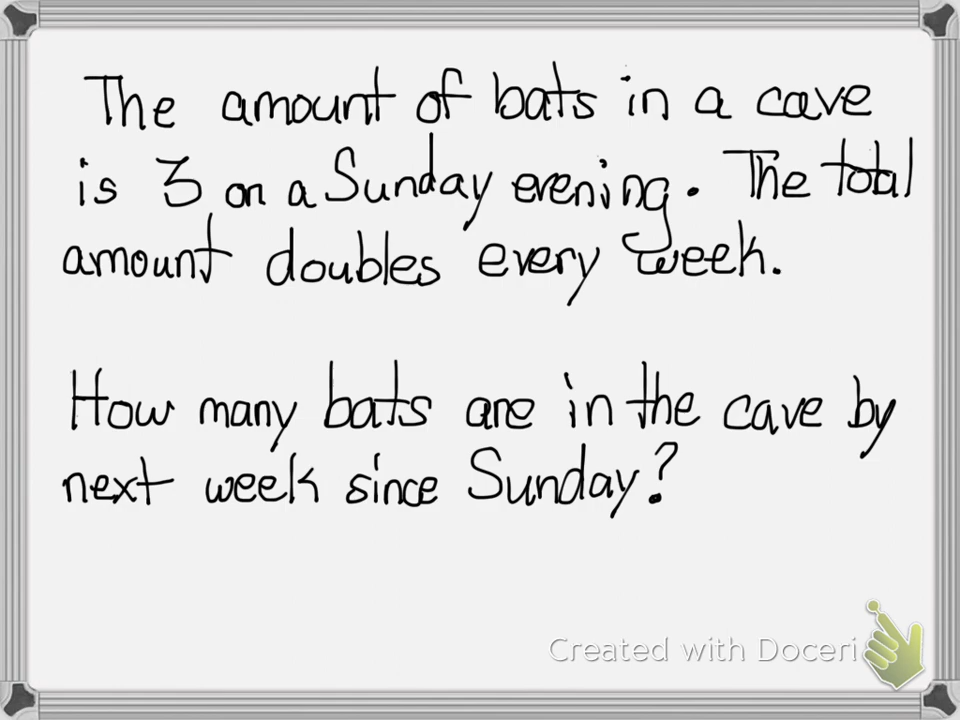 The amount of bats in a cave
is 3 on a Sunday evening. The total
amount doubles every week.
How many bats are in the cave by
next week since Sunday?
Created with Doceri